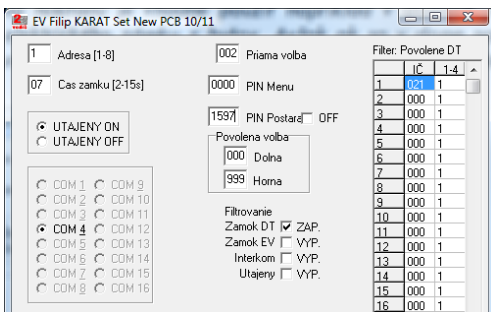 EV Filip KARAT Set New PCB 10/11
1 Adresa [1-8]
07 Cas zamku [2-15s]
UTAJENY ON
UTAJENY OFF
COM 1 COM 9
COM 2 COM 10
COM 3 COM 11
COM 4 COM 12
COM 5 COM 13
COM 6 COM 14
COM 7 COM 15
COM 8 COM 16
002 Priama volba
0000 PIN Menu
1597 PIN Postara OFF
Povolena volba
000 Dolna
999 Horna
Filtrovanie
Zamok DT ZAP.
Zamok EV VYP.
Interkom VYP.
Utajeny VYP.
Filter: Povolene DT
IČ 1-4
1 021 1
2 000 1
3 000 1
4 000 1
5 000 1
6 000 1
7 000 1
8 000 1
9 000 1
10 000 1
11 000 1
12 000 1
13 000 1
14 000 1
15 000 1
16 000 1